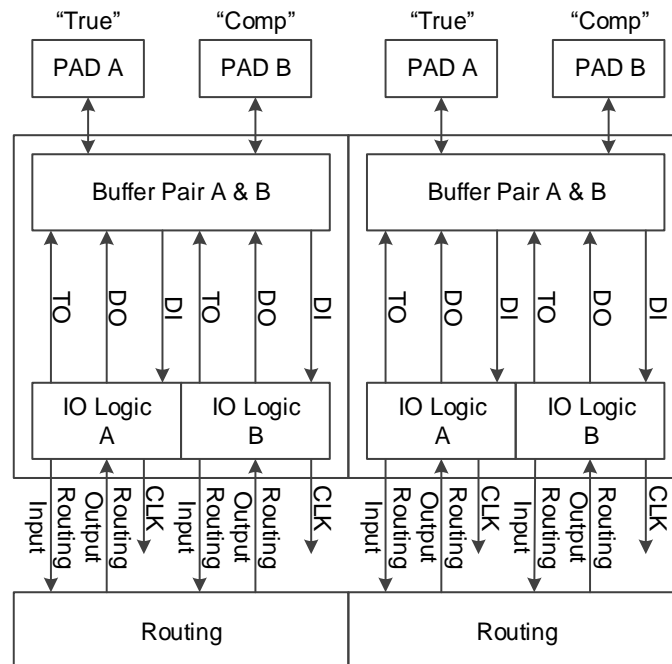 “True”
“Comp”
“True”
“Comp”
PAD A
PAD B
PAD A
PAD B
Buffer Pair A & B
Buffer Pair A & B
TO
DO
DI
TO
DO
DI
TO
DO
DI
TO
DO
DI
IO Logic
A
IO Logic
B
IO Logic
A
IO Logic
B
Routing
Input
Routing
Output
CLK
Routing
Input
Routing
Output
CLK
Routing
Input
Routing
Output
CLK
Routing
Input
Routing
Output
CLK
Routing
Routing